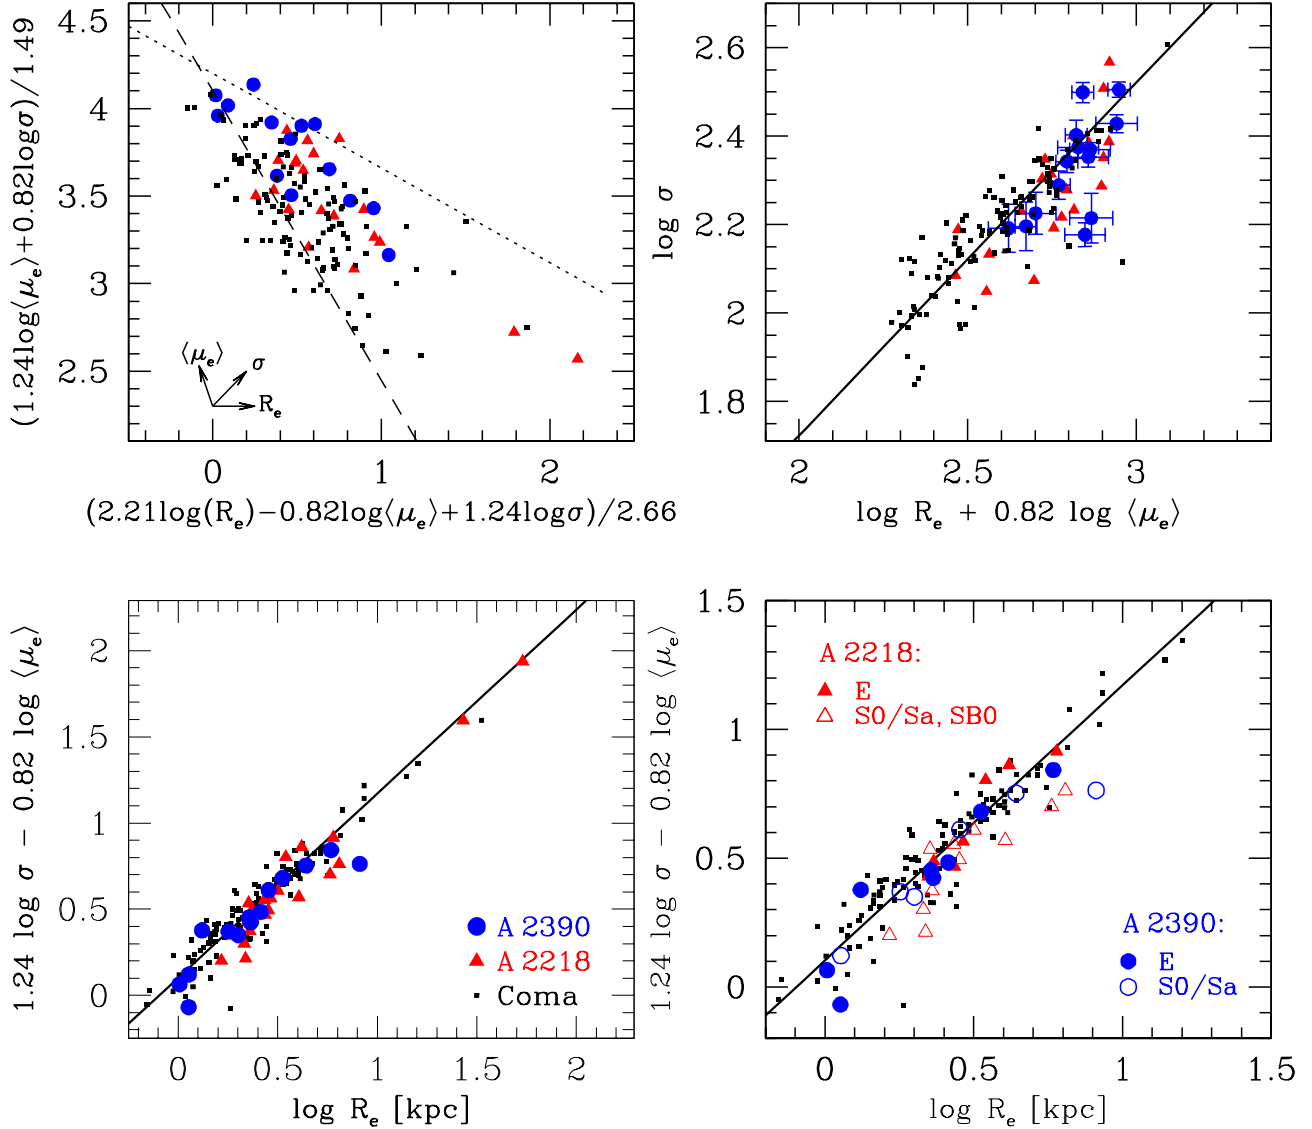 (1.24log⟨μe⟩+0.82logσ)/1.49
4.5
4
3.5
3
2.5
⟨μe⟩
σ
Re
0
1
2
(2.21log(Re)−0.82log⟨μe⟩+1.24logσ)/2.66
log σ
2.6
2.4
2.2
2
1.8
2
2.5
3
log Re + 0.82 log ⟨μe⟩
1.24 log σ − 0.82 log ⟨μe⟩
2
1.5
1
0.5
0
A 2390
A 2218
Coma
0
0.5
1
1.5
2
log Re [kpc]
1.24 log σ − 0.82 log ⟨μe⟩
1.5
1
0.5
0
A 2218:
E
S0/Sa, SB0
A 2390:
E
S0/Sa
0
0.5
1
1.5
log Re [kpc]